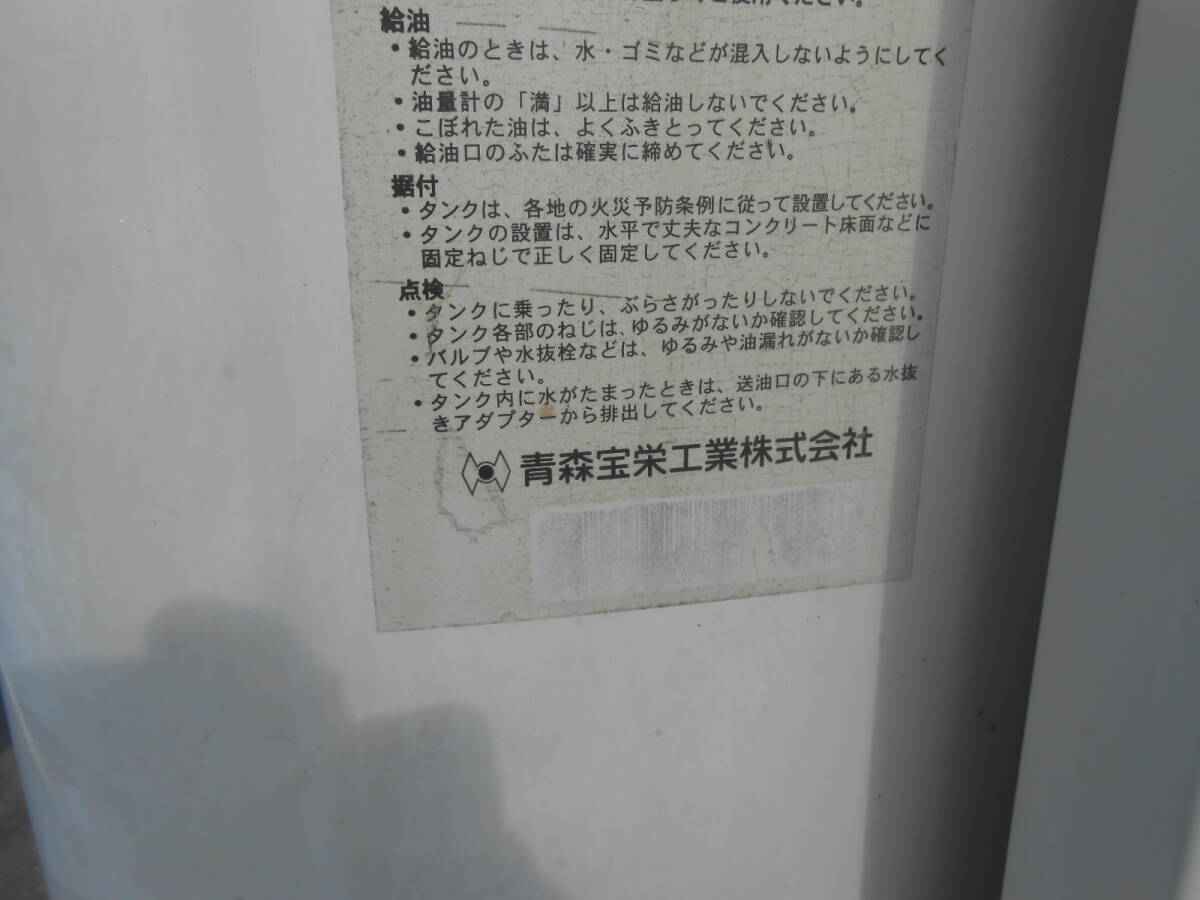 ご使用ください。
給油
・給油のときは、水・ゴミなどが混入しないようにしてく
ださい。
・油量計の「満」以上は給油しないでください。
・こぼれた油は、よくふきとってください。
・給油口のふたは確実に締めてください。
据付
・タンクは、各地の火災予防条例に従って設置してください。
・タンクの設置は、水平で丈夫なコンクリート床面などに
固定ねじで正しく固定してください。
点検
・タンクに乗ったり、ぶらさがったりしないでください。
・タンク各部のねじは、ゆるみがないか確認してください。
・バルブや水抜栓などは、ゆるみや油漏れがないか確認し
てください。
・タンク内に水がたまったときは、送油口の下にある水抜
きアダプターから排出してください。
青森宝栄工業株式会社